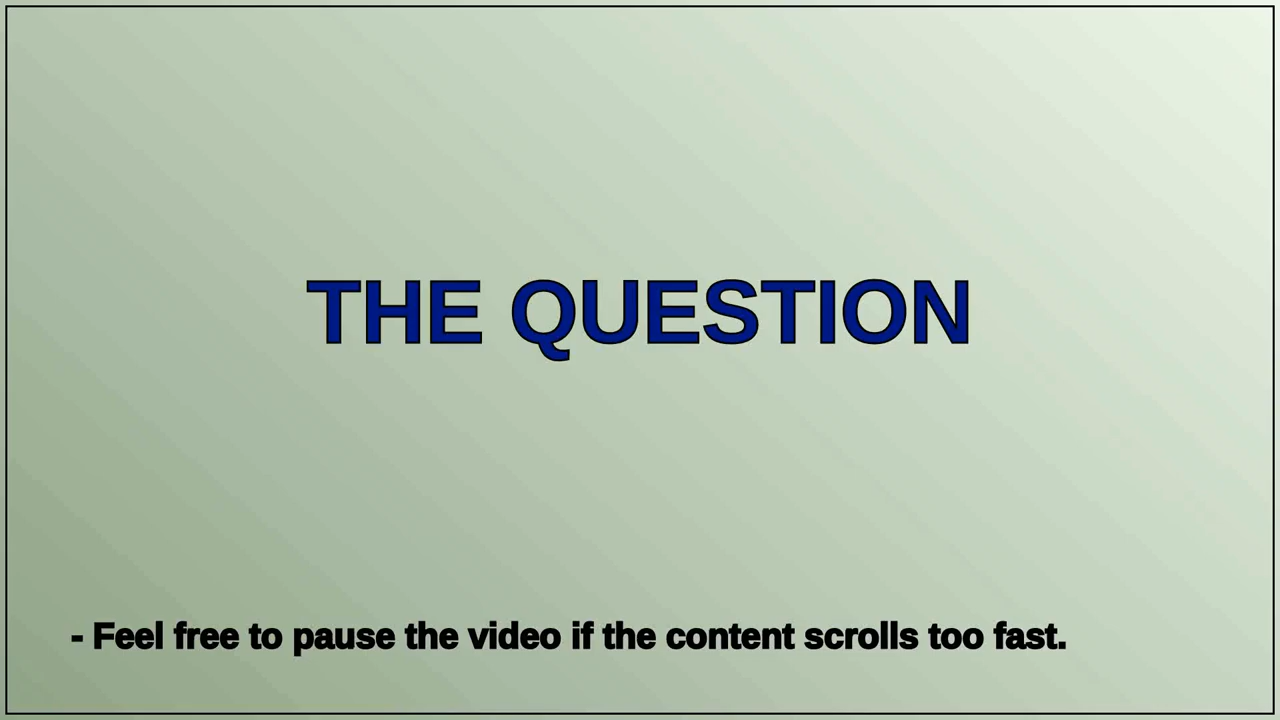 THE QUESTION
- Feel free to pause the video if the content scrolls too fast.